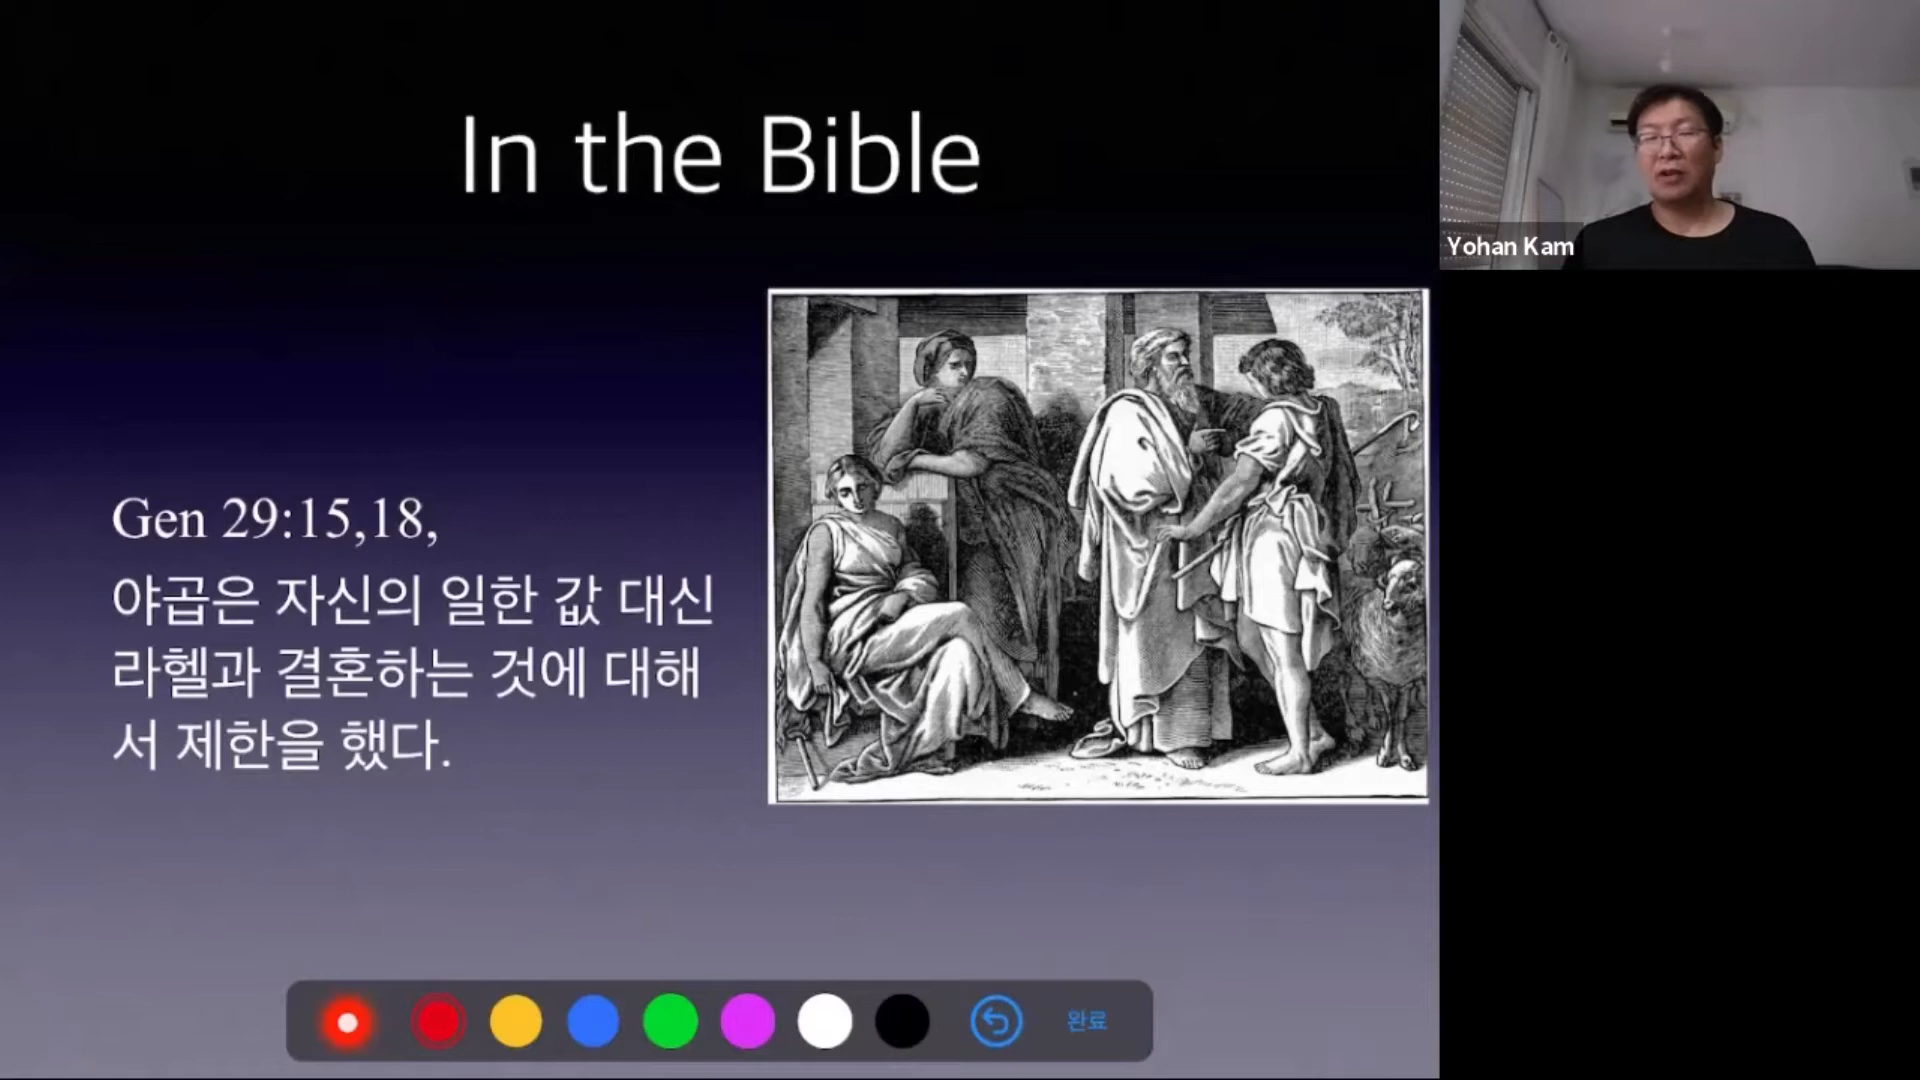 In the Bible
Yohan Kam
Gen 29:15,18,
야곱은 자신의 일한 값 대신
라헬과 결혼하는 것에 대해
서 제한을 했다.
완료